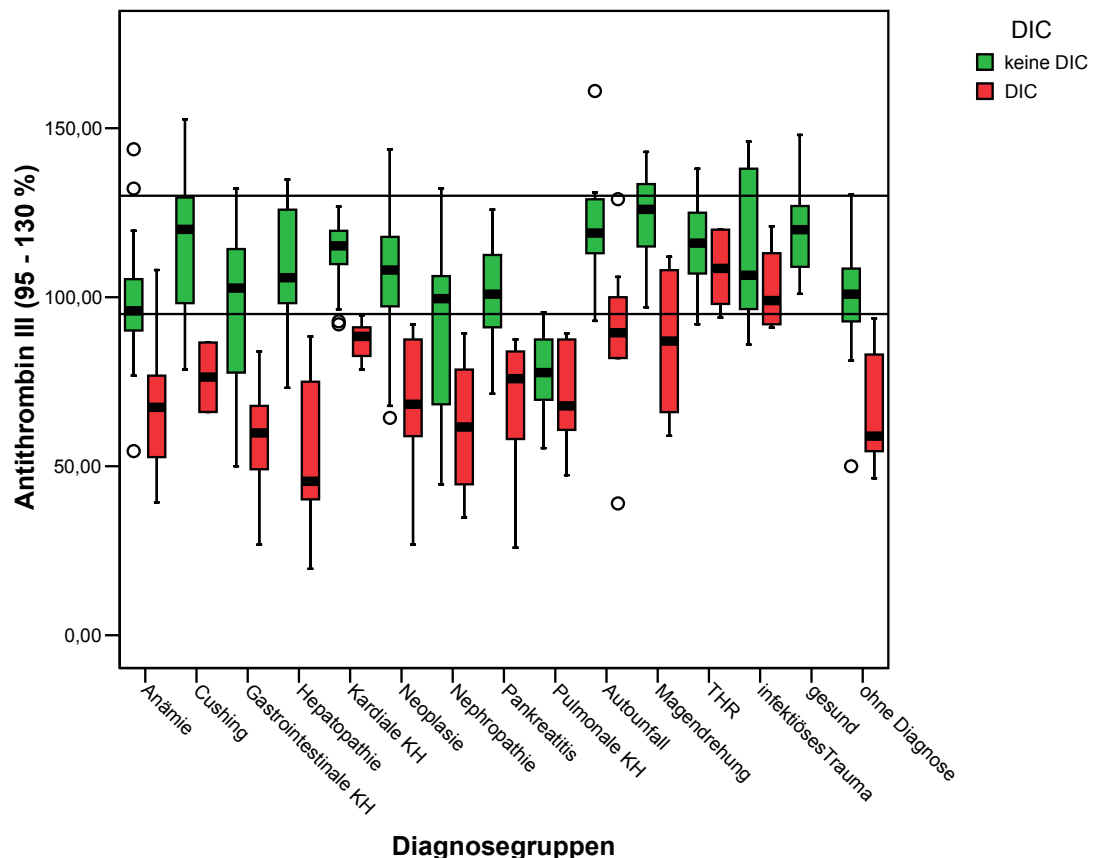 DIC
keine DIC
DIC
Antithrombin III (95 - 130 %)
150,00
100,00
50,00
0,00
Anämie
Cushing
Gastrointestinale KH
Hepatopathie
Kardiale KH
Neoplasie
Nephropathie
Pankreatitis
Pulmonale KH
Autounfall
Magendrehung
THR
infektiösesTrauma
gesund
ohne Diagnose
Diagnosegruppen